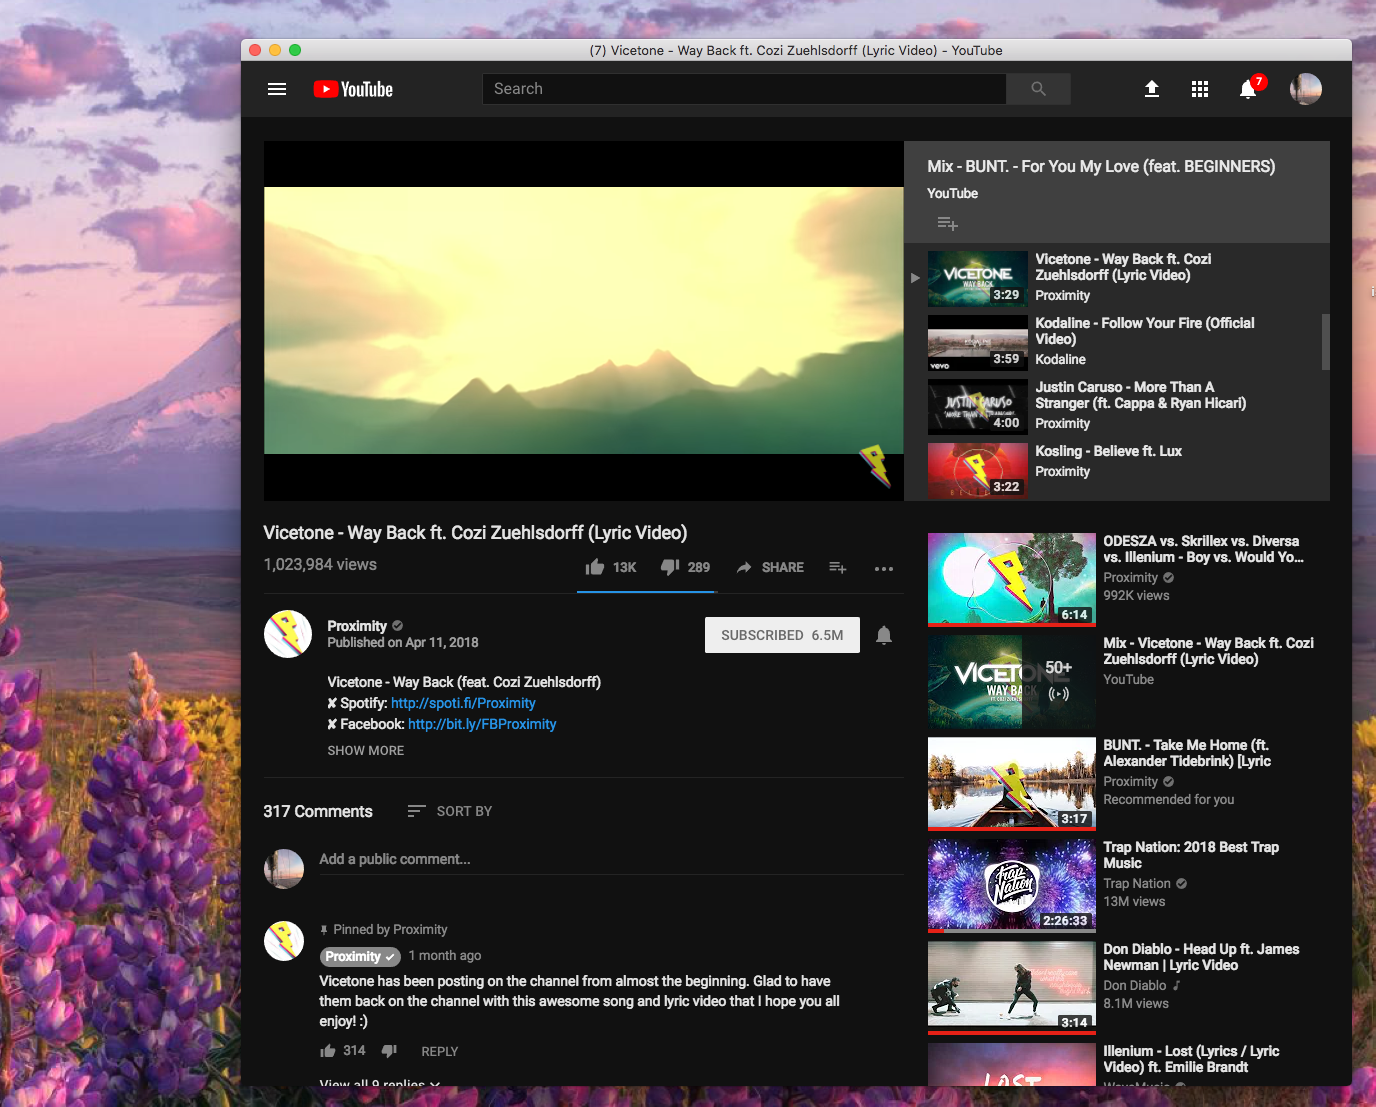 (7) Vicetone - Way Back ft. Cozi Zuehlsdorff (Lyric Video) - YouTube
YouTube
Search
7
Mix - BUNT. - For You My Love (feat. BEGINNERS)
YouTube
VICETONE
WAY BACK
3:29
Vicetone - Way Back ft. Cozi
Zuehlsdorff (Lyric Video)
Proximity
vevo
3:59
Kodaline - Follow Your Fire (Official
Video)
Kodaline
JUSTIN CARUSO
4:00
Justin Caruso - More Than A
Stranger (ft. Cappa & Ryan Hicari)
Proximity
3:22
Kosling - Believe ft. Lux
Proximity
Vicetone - Way Back ft. Cozi Zuehlsdorff (Lyric Video)
1,023,984 views
13K
289
SHARE
Proximity
Published on Apr 11, 2018
SUBSCRIBED 6.5M
Vicetone - Way Back (feat. Cozi Zuehlsdorff)
✘ Spotify: http://spoti.fi/Proximity
✘ Facebook: http://bit.ly/FBProximity
SHOW MORE
317 Comments
SORT BY
Add a public comment...
Pinned by Proximity
Proximity
1 month ago
Vicetone has been posting on the channel from almost the beginning. Glad to have
them back on the channel with this awesome song and lyric video that I hope you all
enjoy! :)
314
REPLY
View all 9 replies
6:14
ODESZA vs. Skrillex vs. Diversa
vs. Illenium - Boy vs. Would Yo...
Proximity
992K views
VICETONE
WAY BACK
50+
Mix - Vicetone - Way Back ft. Cozi
Zuehlsdorff (Lyric Video)
YouTube
3:17
BUNT. - Take Me Home (ft.
Alexander Tidebrink) [Lyric
Proximity
Recommended for you
Trap Nation
2:26:33
Trap Nation: 2018 Best Trap
Music
Trap Nation
13M views
3:14
Don Diablo - Head Up ft. James
Newman | Lyric Video
Don Diablo
8.1M views
LOST
Illenium - Lost (Lyrics / Lyric
Video) ft. Emilie Brandt
WaveMusic